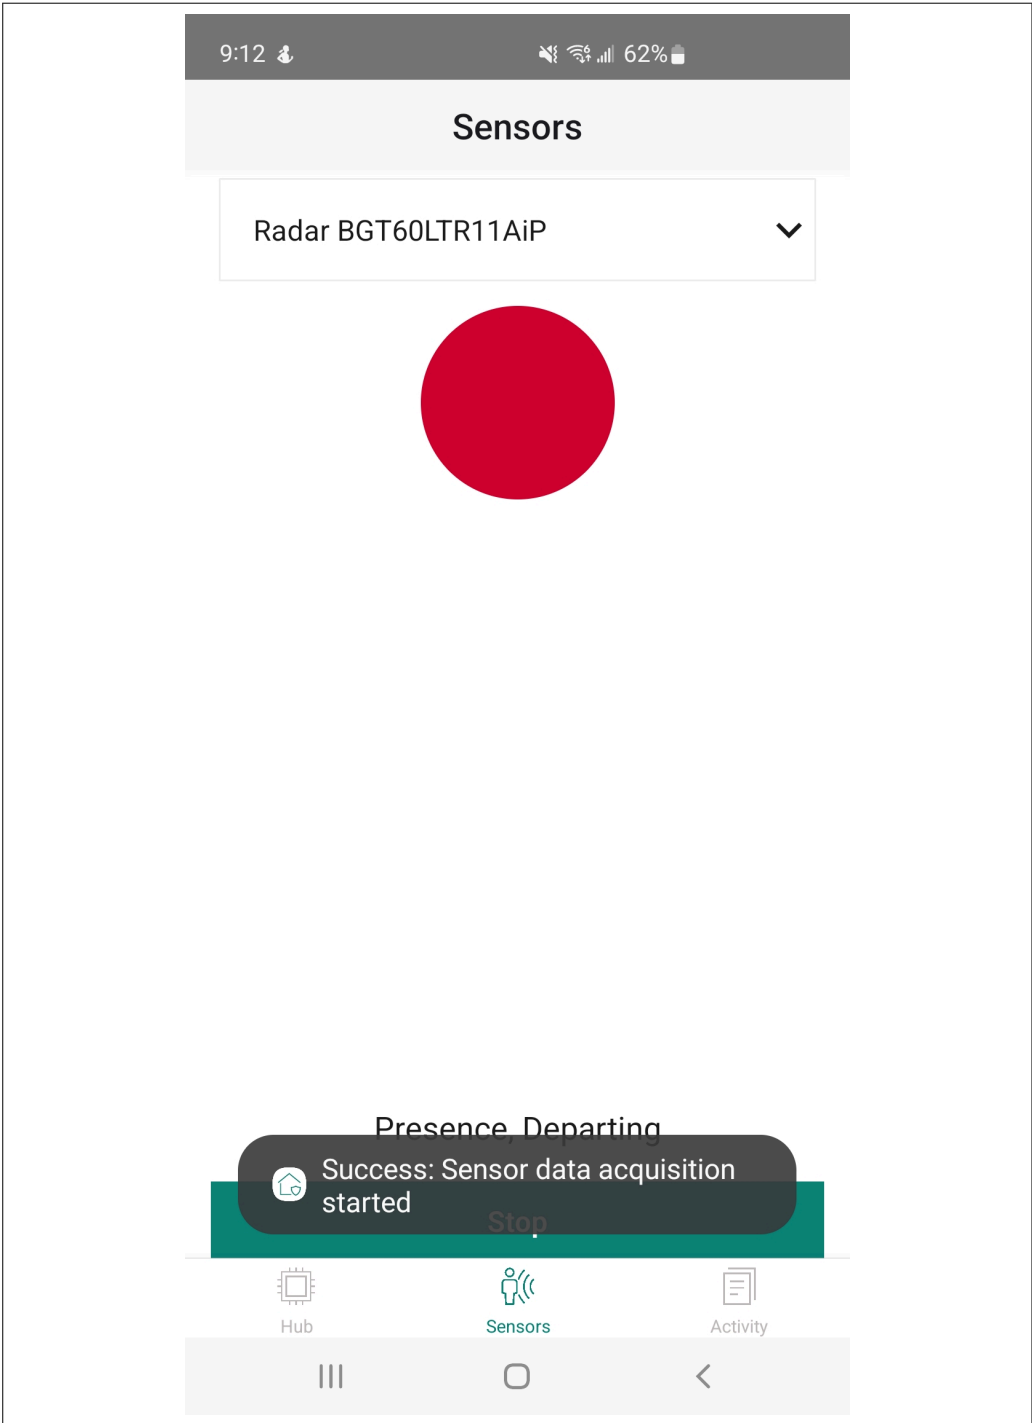 9:12 62%
Sensors
Radar BGT60LTR11AiP
Presence, Departing
Success: Sensor data acquisition
started
Stop
Hub Sensors Activity